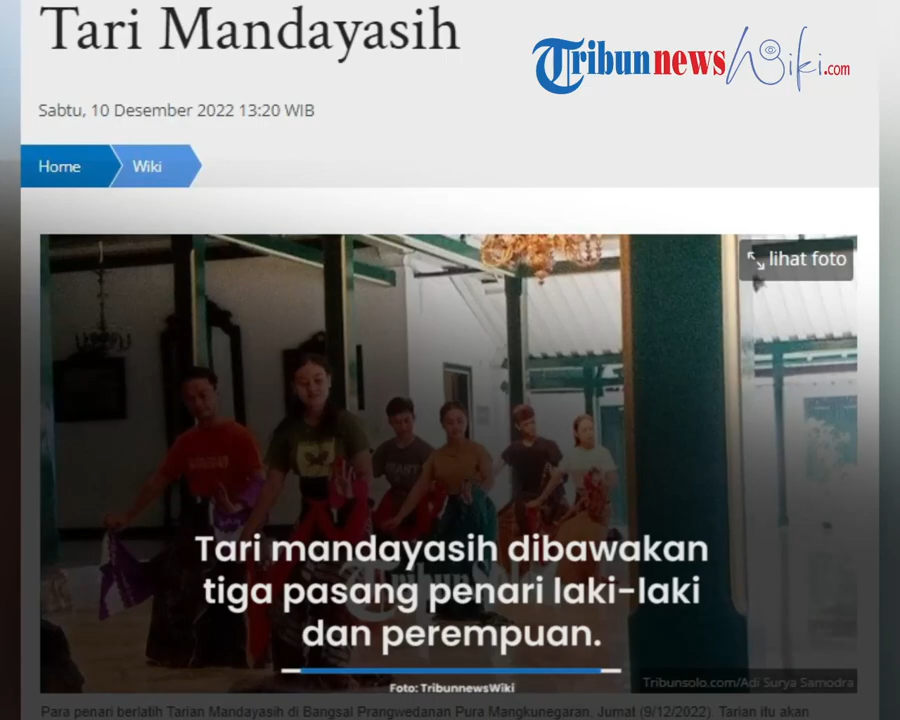 Tari Mandayasih
Tribunnews Wiki.com
Sabtu, 10 Desember 2022 13:20 WIB
Home
Wiki
lihat foto
Tari mandayasih dibawakan
tiga pasang penari laki-laki
dan perempuan.
Tribunsolo.com/Adi Surya Samodra
Foto: TribunnewsWiki
Para penari berlatih Tarian Mandayasih di Bangsal Prangwedanan Pura Mangkunegaran, Jumat (9/12/2022). Tarian itu akan